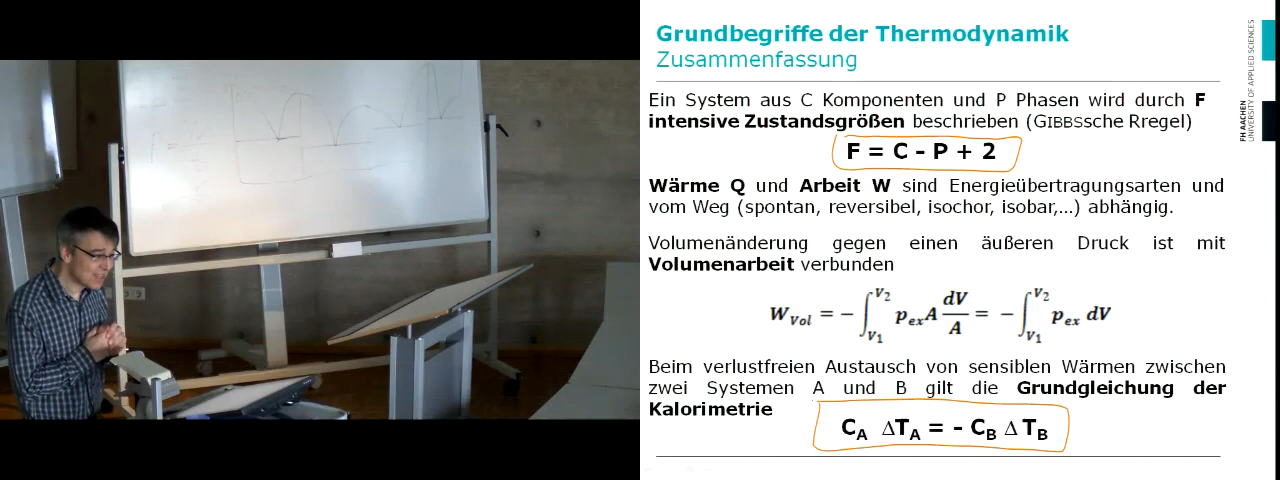 Grundbegriffe der Thermodynamik
Zusammenfassung
FH AACHEN
UNIVERSITY OF APPLIED SCIENCES
Ein System aus C Komponenten und P Phasen wird durch F
intensive Zustandsgrößen beschrieben (GIBBSsche Rregel)
F = C – P + 2
Wärme Q und Arbeit W sind Energieübertragungsarten und
vom Weg (spontan, reversibel, isochor, isobar,...) abhängig.
Volumenänderung gegen einen äußeren Druck ist mit
Volumenarbeit verbunden
W_Vol = − ∫_V1^V2 p_ex A dV/A = − ∫_V1^V2 p_ex dV
Beim verlustfreien Austausch von sensiblen Wärmen zwischen
zwei Systemen A und B gilt die Grundgleichung der
Kalorimetrie
C_A ΔT_A = - C_B Δ T_B